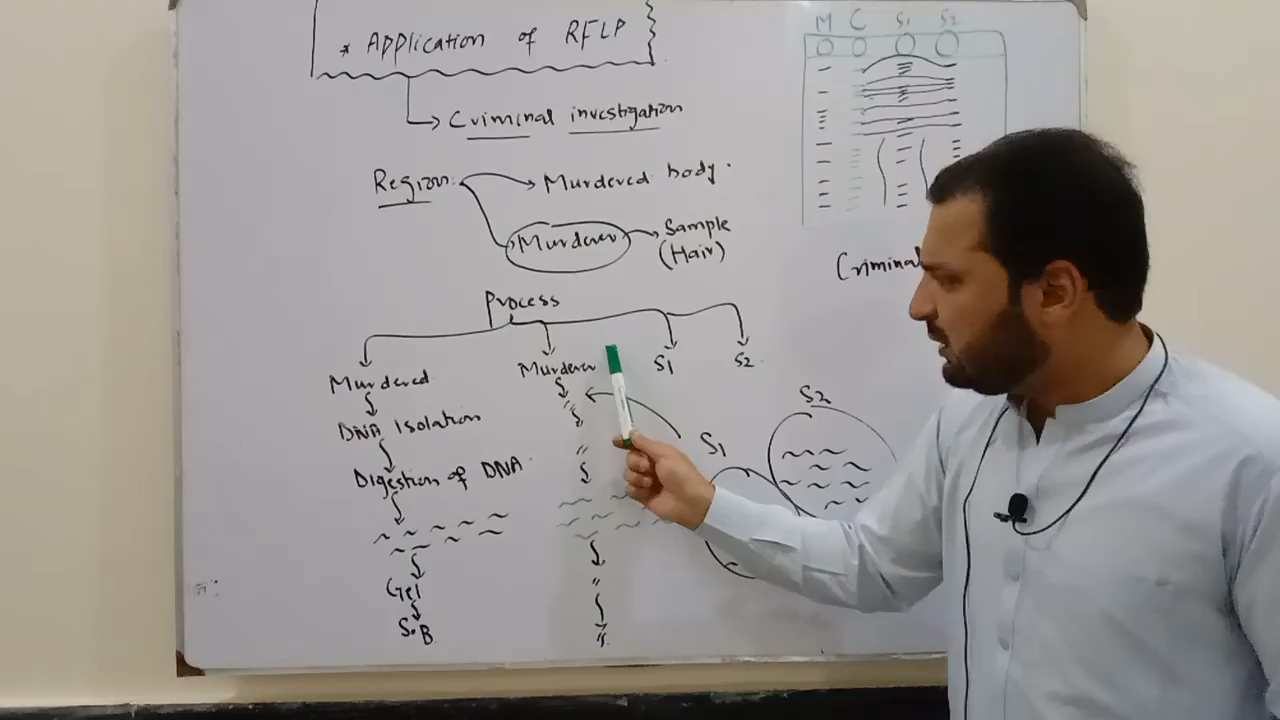 * Application of RFLP
Criminal investigation
Region
Murdered body.
Murderer
Sample
(Hair)
Process
Murdered
Murderer
S1
S2
DNA Isolation
"
Digestion of DNA
"
Gel
"
S.B
"
S1
S2
M C S1 S2
Criminal